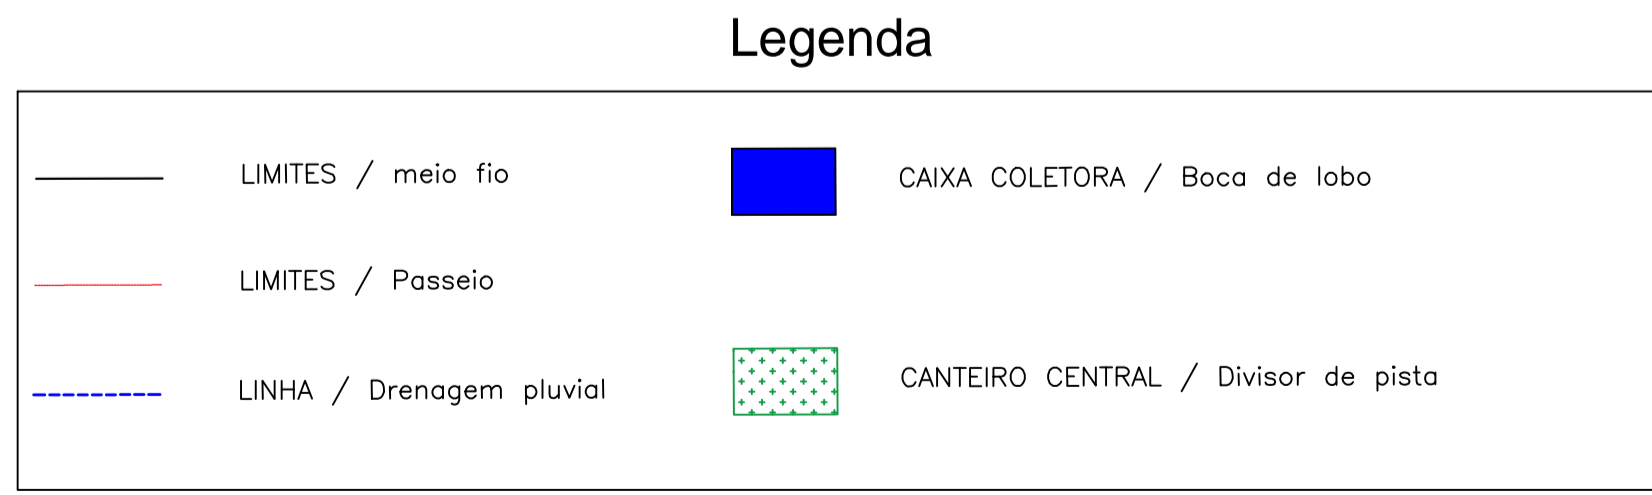 Legenda
LIMITES / meio fio
CAIXA COLETORA / Boca de lobo
LIMITES / Passeio
LINHA / Drenagem pluvial
CANTEIRO CENTRAL / Divisor de pista